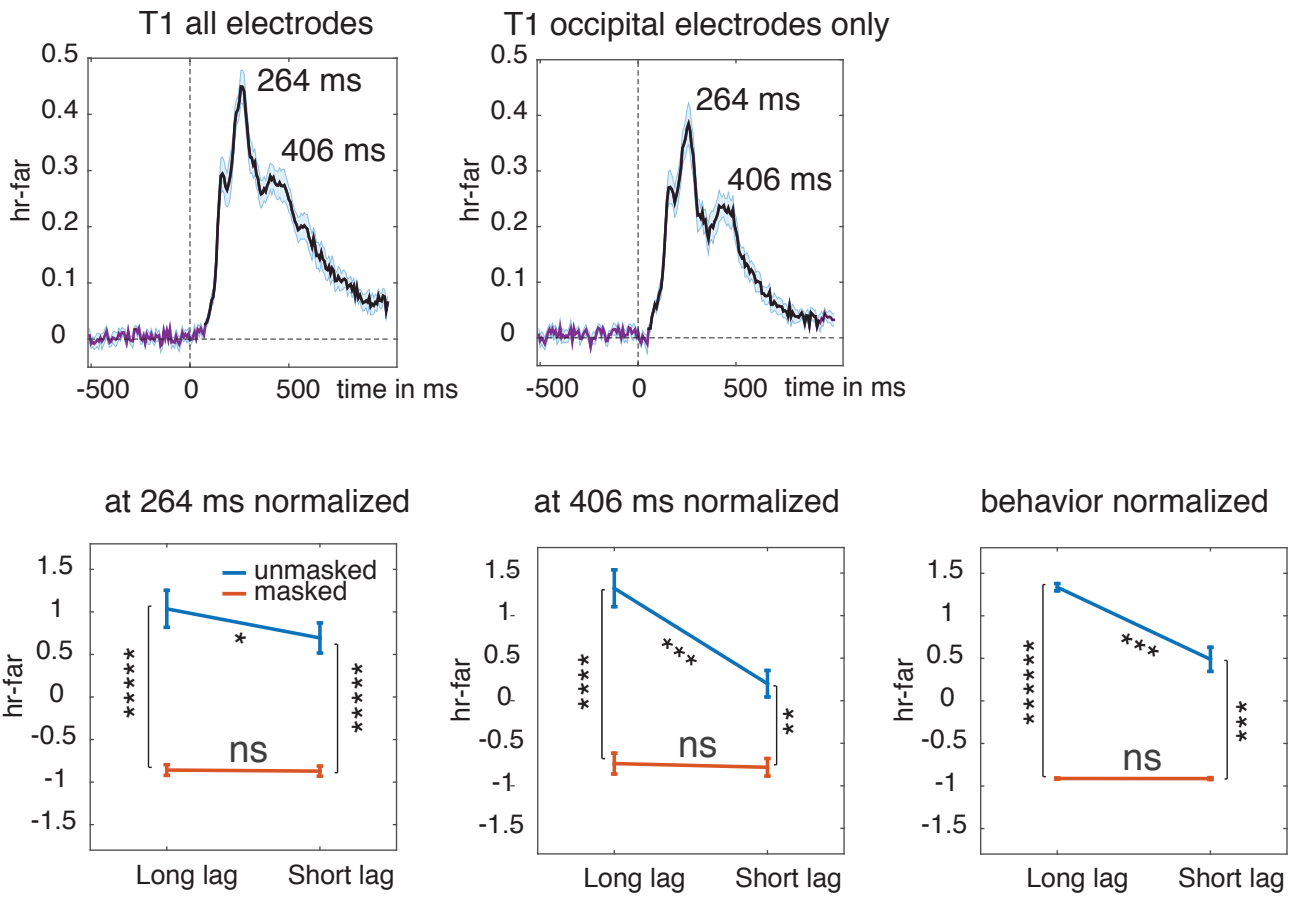 T1 all electrodes
T1 occipital electrodes only
0.5
0.4
0.3
0.2
0.1
0
hr-far
264 ms
406 ms
-500
0
500
time in ms
0.5
0.4
0.3
0.2
0.1
0
hr-far
264 ms
406 ms
-500
0
500
time in ms
at 264 ms normalized
1.5
1
0.5
0
-0.5
-1
-1.5
hr-far
unmasked
masked
*
*****
*****
ns
Long lag
Short lag
at 406 ms normalized
1.5
1
0.5
0
-0.5
-1
-1.5
hr-far
***
****
**
ns
Long lag
Short lag
behavior normalized
1.5
1
0.5
0
-0.5
-1
-1.5
hr-far
***
******
***
ns
Long lag
Short lag